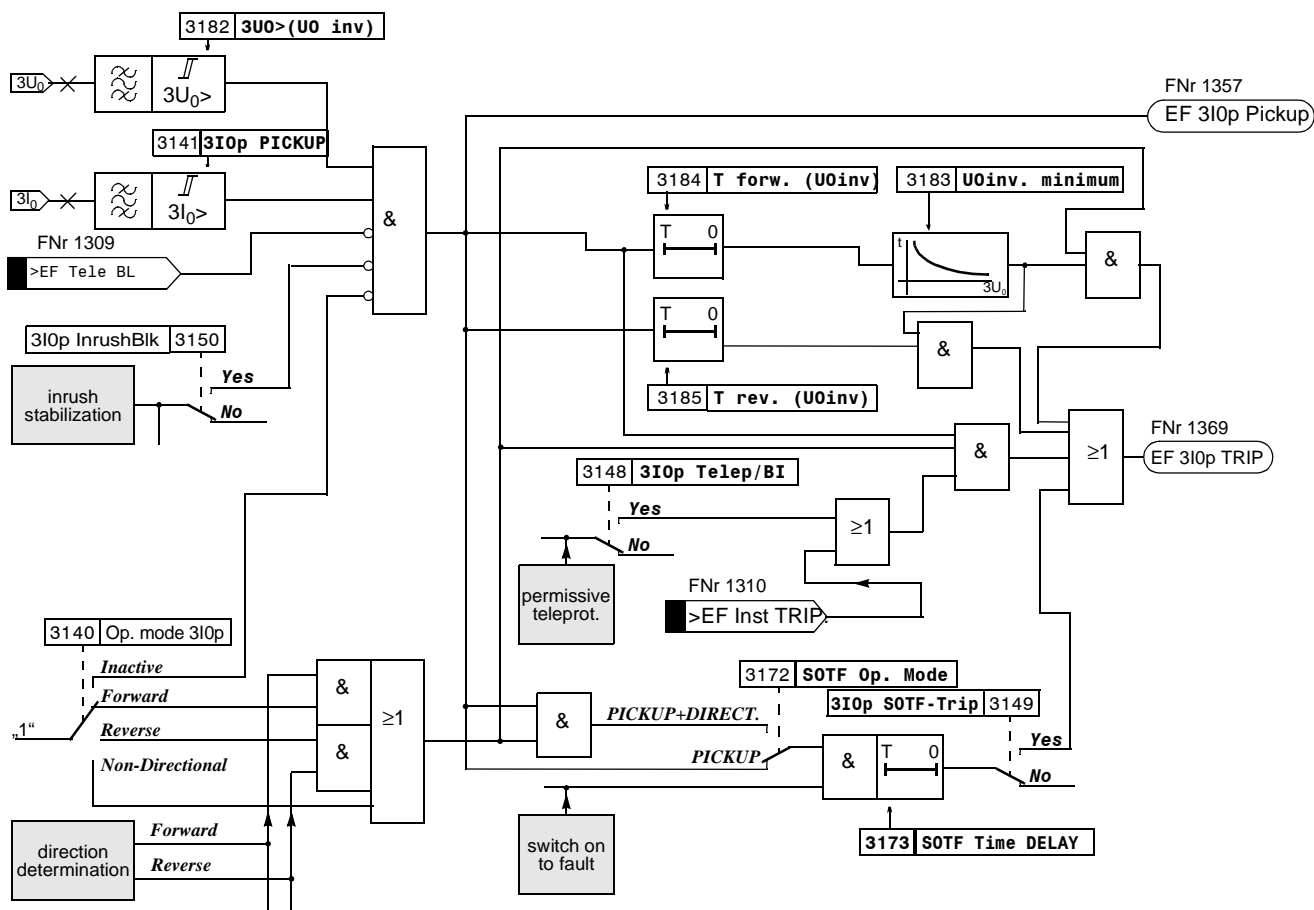 3182 3UO>(UO inv)
3U0
3U0>
FNr 1357
EF 3I0p Pickup
3141 3IOp PICKUP
3I0
3I0>
&
3184 T forw. (UOinv)
3183 UOinv. minimum
FNr 1309
>EF Tele BL
T 0
t
3U0
&
3I0p InrushBlk 3150
T 0
&
Yes
inrush
stabilization
No
3185 T rev. (UOinv)
FNr 1369
EF 3I0p TRIP
&
≥1
3148 3IOp Telep/BI
Yes
No
≥1
permissive
teleprot.
FNr 1310
>EF Inst TRIP
3140 Op. mode 3I0p
Inactive
Forward
„1“
Reverse
Non-Directional
&
&
≥1
&
PICKUP+DIRECT.
PICKUP
3172 SOTF Op. Mode
3IOp SOTF-Trip 3149
Yes
No
&
T 0
3173 SOTF Time DELAY
direction
determination
Forward
Reverse
switch on
to fault